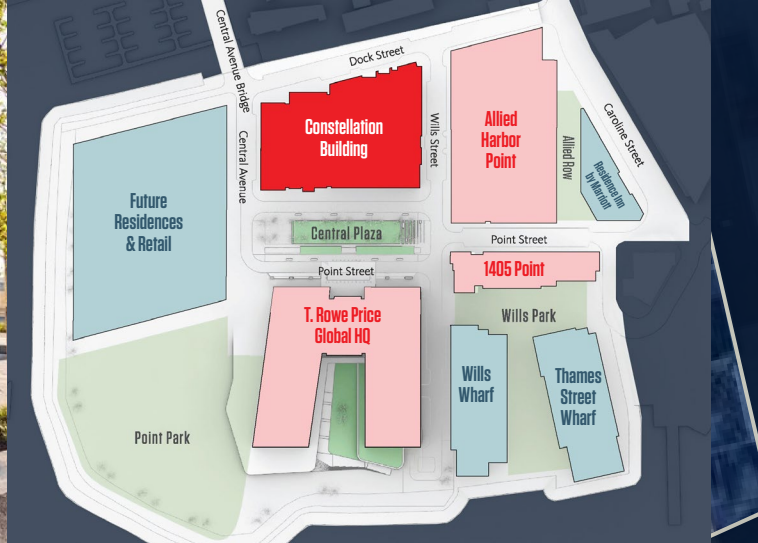 Central Avenue Bridge
Dock Street
Constellation
Building
Wills Street
Allied
Harbor
Point
Allied Row
Caroline Street
Residence Inn
by Marriott
Central Avenue
Future
Residences
& Retail
Central Plaza
Point Street
Point Street
1405 Point
T. Rowe Price
Global HQ
Wills Park
Wills
Wharf
Thames
Street
Wharf
Point Park